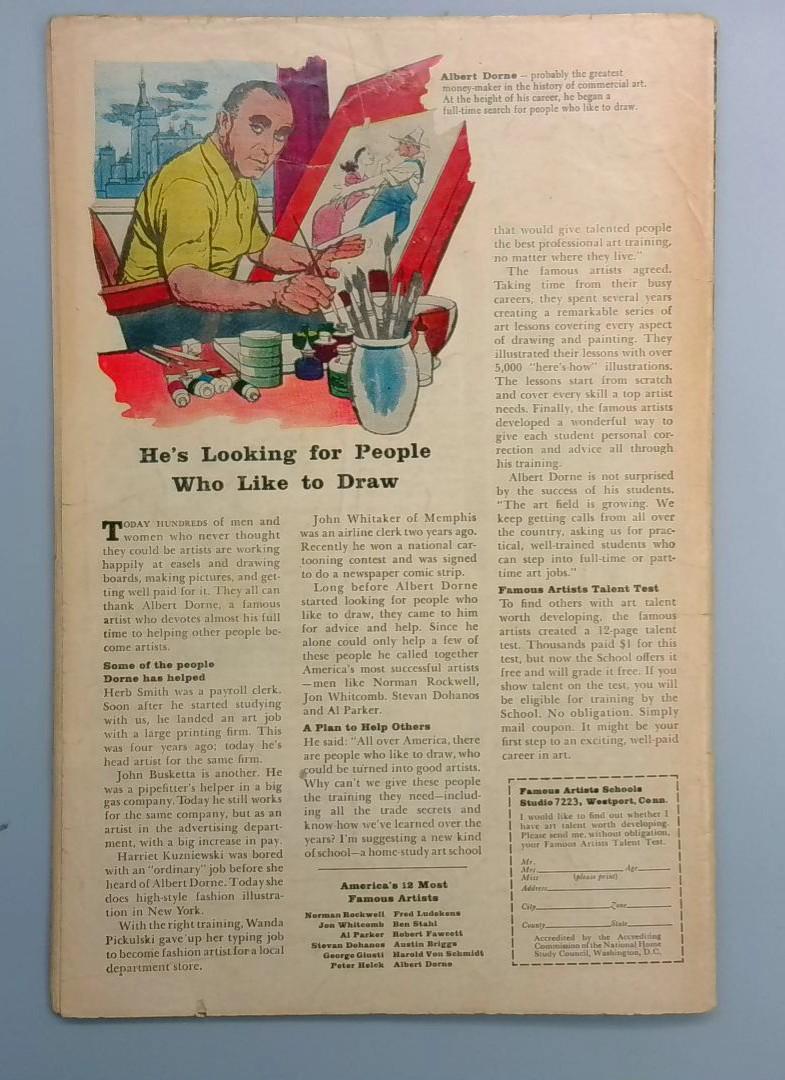 Albert Dorne — probably the greatest
money-maker in the history of commercial art.
At the height of his career, he began a
full-time search for people who like to draw.
He's Looking for People
Who Like to Draw
TODAY HUNDREDS of men and
women who never thought
they could be artists are working
happily at easels and drawing
boards, making pictures, and get-
ting well paid for it. They all can
thank Albert Dorne, a famous
artist who devotes almost his full
time to helping other people be-
come artists.
Some of the people
Dorne has helped
Herb Smith was a payroll clerk.
Soon after he started studying
with us, he landed an art job
with a large printing firm. This
was four years ago; today he's
head artist for the same firm.
John Busketta is another. He
was a pipefitter's helper in a big
gas company. Today he still works
for the same company, but as an
artist in the advertising depart-
ment, with a big increase in pay.
Harriet Kuzniewski was bored
with an "ordinary" job before she
heard of Albert Dorne. Today she
does high-style fashion illustra-
tion in New York.
With the right training, Wanda
Pickulski gave up her typing job
to become fashion artist for a local
department store.
John Whitaker of Memphis
was an airline clerk two years ago.
Recently he won a national car-
tooning contest and was signed
to do a newspaper comic strip.
Long before Albert Dorne
started looking for people who
like to draw, they came to him
for advice and help. Since he
alone could only help a few of
these people he called together
America's most successful artists
—men like Norman Rockwell,
Jon Whitcomb, Stevan Dohanos
and Al Parker.
A Plan to Help Others
He said: "All over America, there
are people who like to draw, who
could be turned into good artists.
Why can't we give these people
the training they need—includ-
ing all the trade secrets and
know-how we've learned over the
years? I'm suggesting a new kind
of school—a home-study art school
America's 12 Most
Famous Artists
Norman Rockwell Fred Ludekens
Jon Whitcomb Ben Stahl
Al Parker Robert Fawcett
Stevan Dohanos Austin Briggs
George Giusti Harold Von Schmidt
Peter Helck Albert Dorne
that would give talented people
the best professional art training,
no matter where they live."
The famous artists agreed.
Taking time from their busy
careers, they spent several years
creating a remarkable series of
art lessons covering every aspect
of drawing and painting. They
illustrated their lessons with over
5,000 "here's-how" illustrations.
The lessons start from scratch
and cover every skill a top artist
needs. Finally, the famous artists
developed a wonderful way to
give each student personal cor-
rection and advice all through
his training.
Albert Dorne is not surprised
by the success of his students.
"The art field is growing. We
keep getting calls from all over
the country, asking us for prac-
tical, well-trained students who
can step into full-time or part-
time art jobs."
Famous Artists Talent Test
To find others with art talent
worth developing, the famous
artists created a 12-page talent
test. Thousands paid $1 for this
test, but now the School offers it
free and will grade it free. If you
show talent on the test, you will
be eligible for training by the
School. No obligation. Simply
mail coupon. It might be your
first step to an exciting, well-paid
career in art.
Famous Artists Schools
Studio 7223, Westport, Conn.
I would like to find out whether I
have art talent worth developing.
Please send me, without obligation,
your Famous Artists Talent Test.
Mr.
Mrs. Age
Miss (please print)
Address
City Zone
County State
Accredited by the Accrediting
Commission of the National Home
Study Council, Washington, D.C.